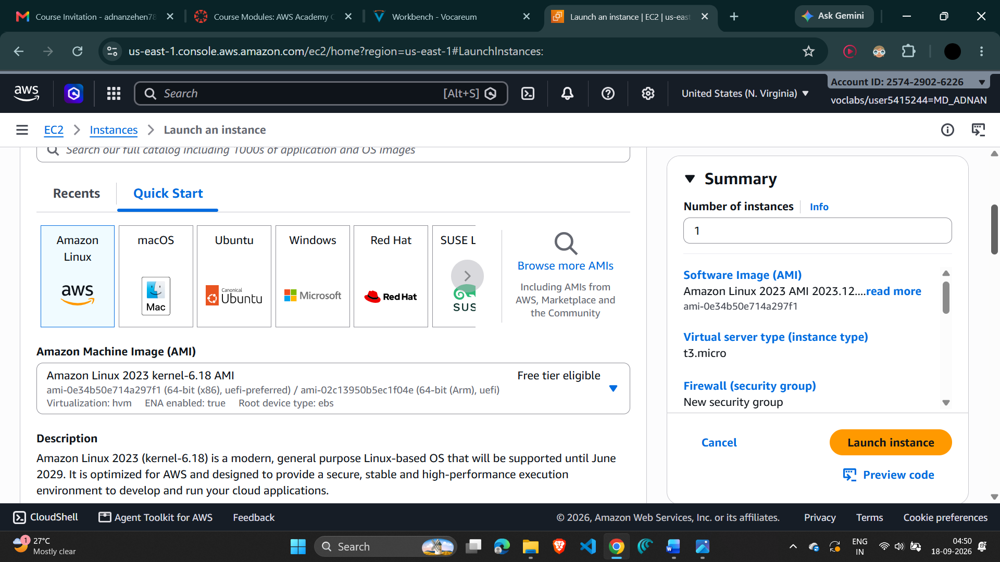 Course Invitation - adnanzehen78
Course Modules: AWS Academy C
Workbench - Vocareum
Launch an instance | EC2 | us-east
Ask Gemini
us-east-1.console.aws.amazon.com/ec2/home?region=us-east-1#LaunchInstances:
aws
Search
[Alt+S]
United States (N. Virginia)
Account ID: 2574-2902-6226
voclabs/user5415244=MD_ADNAN
EC2
Instances
Launch an instance
Search our full catalog including 1000s of application and OS images
Recents
Quick Start
Amazon
Linux
aws
macOS
Mac
Ubuntu
Canonical
Ubuntu
Windows
Microsoft
Red Hat
Red Hat
SUSE L
SUS
Browse more AMIs
Including AMIs from
AWS, Marketplace and
the Community
Amazon Machine Image (AMI)
Amazon Linux 2023 kernel-6.18 AMI
Free tier eligible
ami-0e34b50e714a297f1 (64-bit (x86), uefi-preferred) / ami-02c13950b5ec1f04e (64-bit (Arm), uefi)
Virtualization: hvm ENA enabled: true Root device type: ebs
Description
Amazon Linux 2023 (kernel-6.18) is a modern, general purpose Linux-based OS that will be supported until June
2029. It is optimized for AWS and designed to provide a secure, stable and high-performance execution
environment to develop and run your cloud applications.
Summary
Number of instances
Info
1
Software Image (AMI)
Amazon Linux 2023 AMI 2023.12....read more
ami-0e34b50e714a297f1
Virtual server type (instance type)
t3.micro
Firewall (security group)
New security group
Cancel
Launch instance
Preview code
CloudShell
Agent Toolkit for AWS
Feedback
© 2026, Amazon Web Services, Inc. or its affiliates.
Privacy
Terms
Cookie preferences
1
27°C
Mostly clear
Search
ENG
IN
04:50
18-09-2026